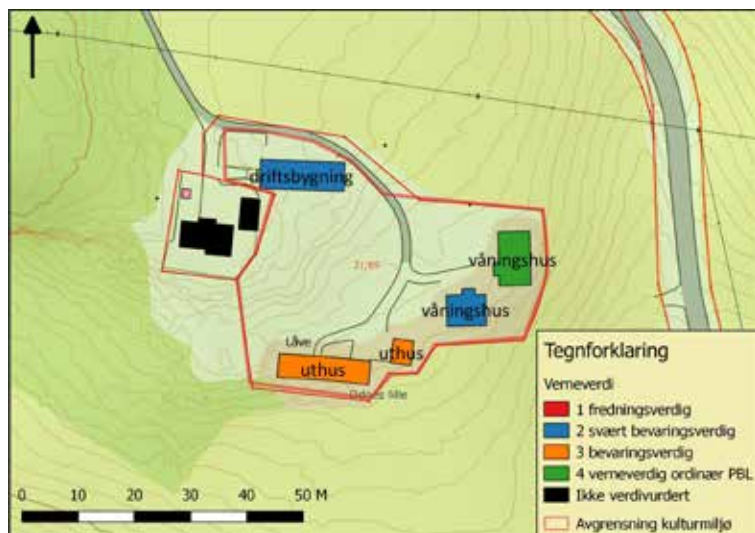 driftsbygning
våningshus
våningshus
Låve
uthus
uthus
Tegnforklaring
Verneverdi
1 fredningsverdig
2 svært bevaringsverdig
3 bevaringsverdig
4 verneverdig ordinær PBL
Ikke verdivurdert
Avgrensning kulturmiljø
0 10 20 30 40 50 M